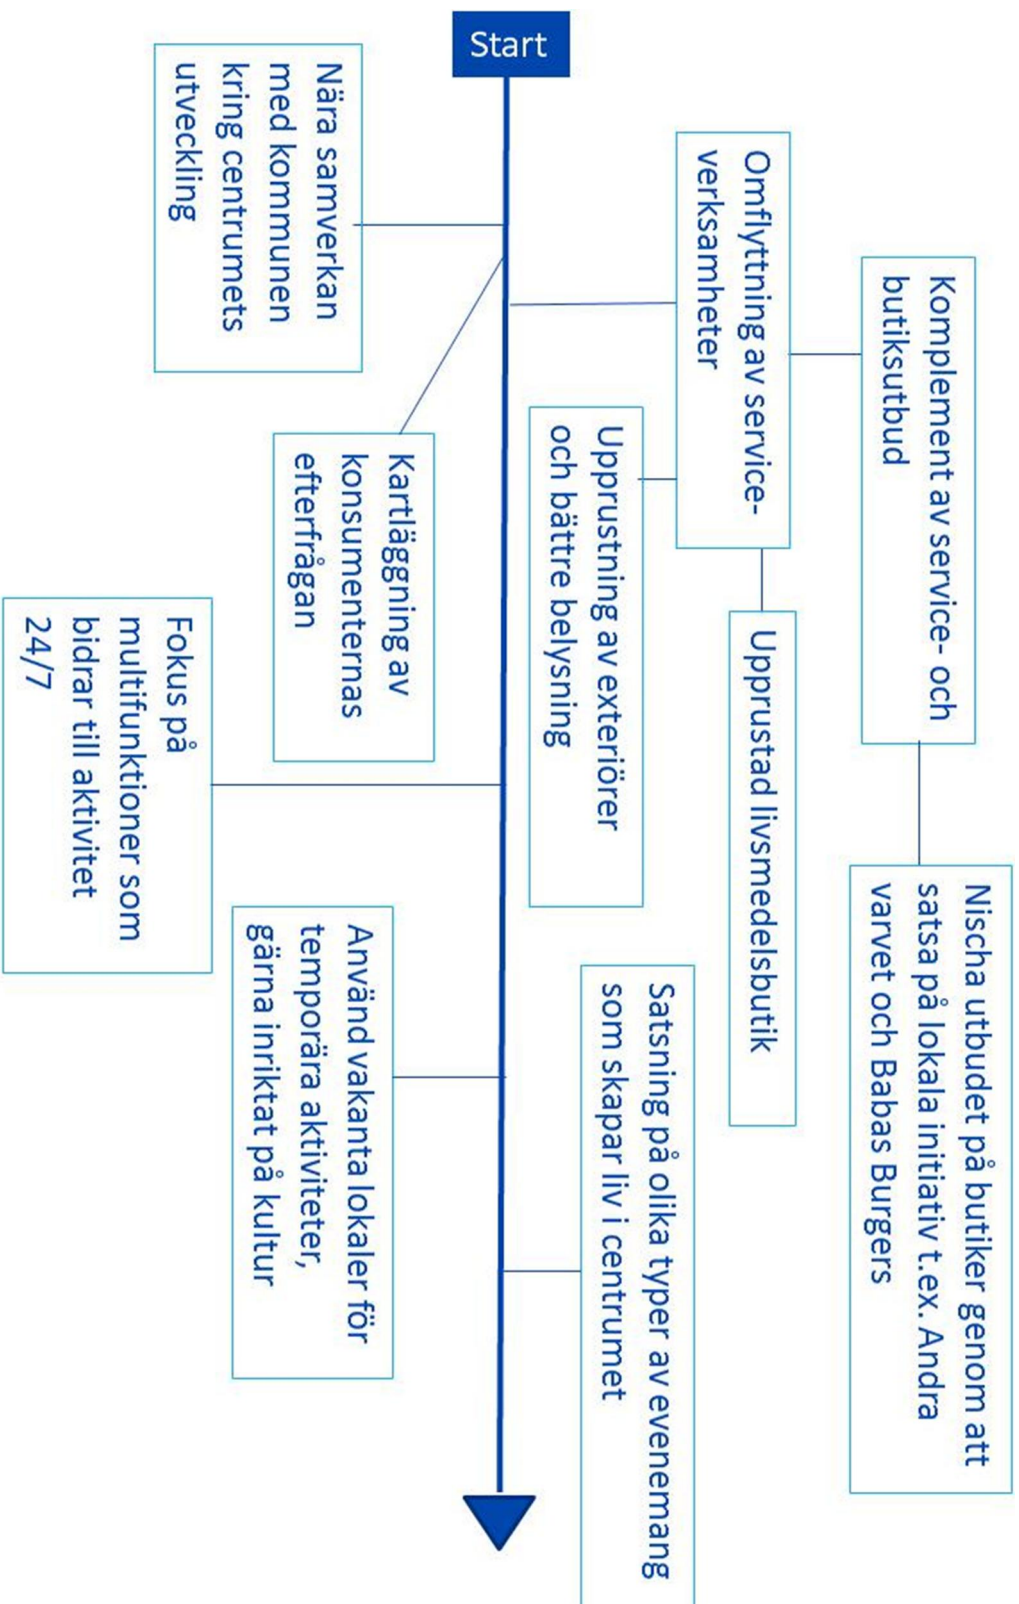 Start
Komplement av service- och
butiksutbud
Nischa utbudet på butiker genom att
satsa på lokala initiativ t.ex. Andra
varvet och Babas Burgers
Omflyttning av service-
verksamheter
Upprustad livsmedelsbutik
Upprustning av exteriörer
och bättre belysning
Satsning på olika typer av evenemang
som skapar liv i centrumet
Nära samverkan
med kommunen
kring centrumets
utveckling
Kartläggning av
konsumenternas
efterfrågan
Använd vakanta lokaler för
temporära aktiviteter,
gärna inriktat på kultur
Fokus på
multifunktioner som
bidrar till aktivitet
24/7